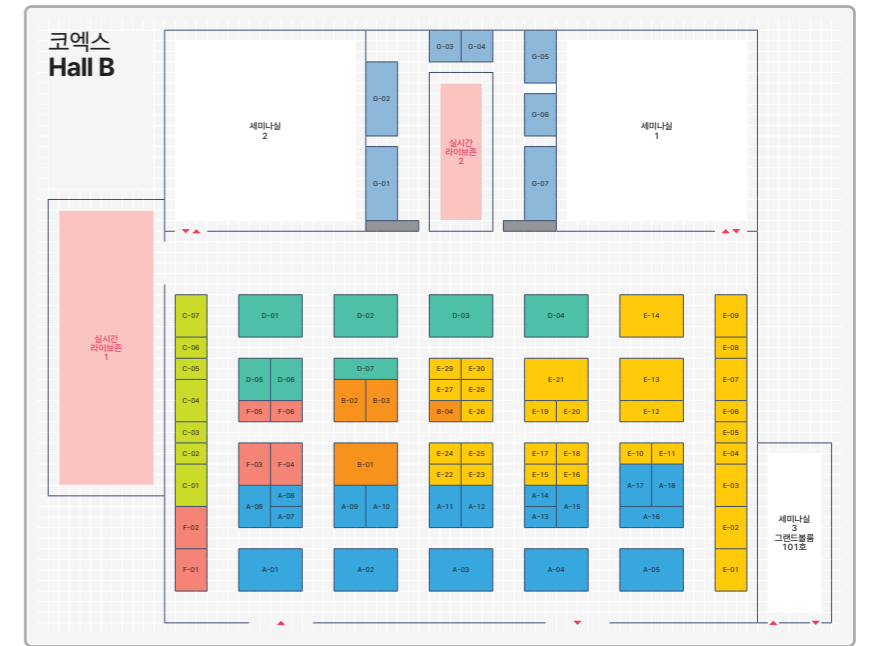 코엑스
Hall B
G-03 G-04
G-05
G-02
G-06
세미나실
2
실시간
라이브존
2
세미나실
1
G-01
G-07
실시간
라이브존
1
C-07 D-01 D-02 D-03 D-04 E-14 E-09
C-06 E-08
C-05 D-07 E-29 E-30
D-05 D-06 E-21 E-13 E-07
E-27 E-28
C-04 B-02 B-03
F-05 F-06 B-04 E-26 E-19 E-20 E-12 E-06
C-03 E-05
C-02 E-24 E-25 E-17 E-18 E-10 E-11 E-04
F-03 F-04 B-01
E-22 E-23 E-15 E-16
C-01 A-17 A-18 E-03
A-08 A-14
A-06 A-09 A-10 A-11 A-12 A-15
A-07 A-13 A-16
F-02 E-02
세미나실
3
그랜드볼룸
101호
F-01 A-01 A-02 A-03 A-04 A-05 E-01